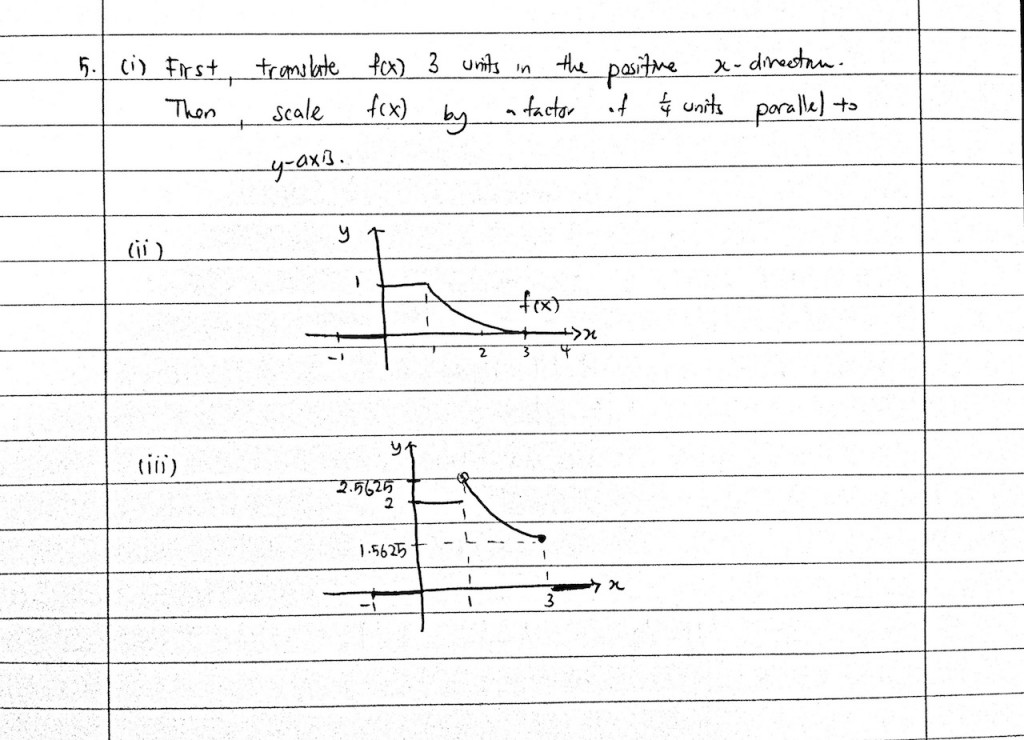 5. (i) First, translate f(x) 3 units in the positive x-direction.
Then, scale f(x) by a factor of 1/4 units parallel to
y-axis.
(ii)
y
1
f(x)
-1 1 2 3 4 x
(iii)
y
2.5625
2
1.5625
-1 1 3 x